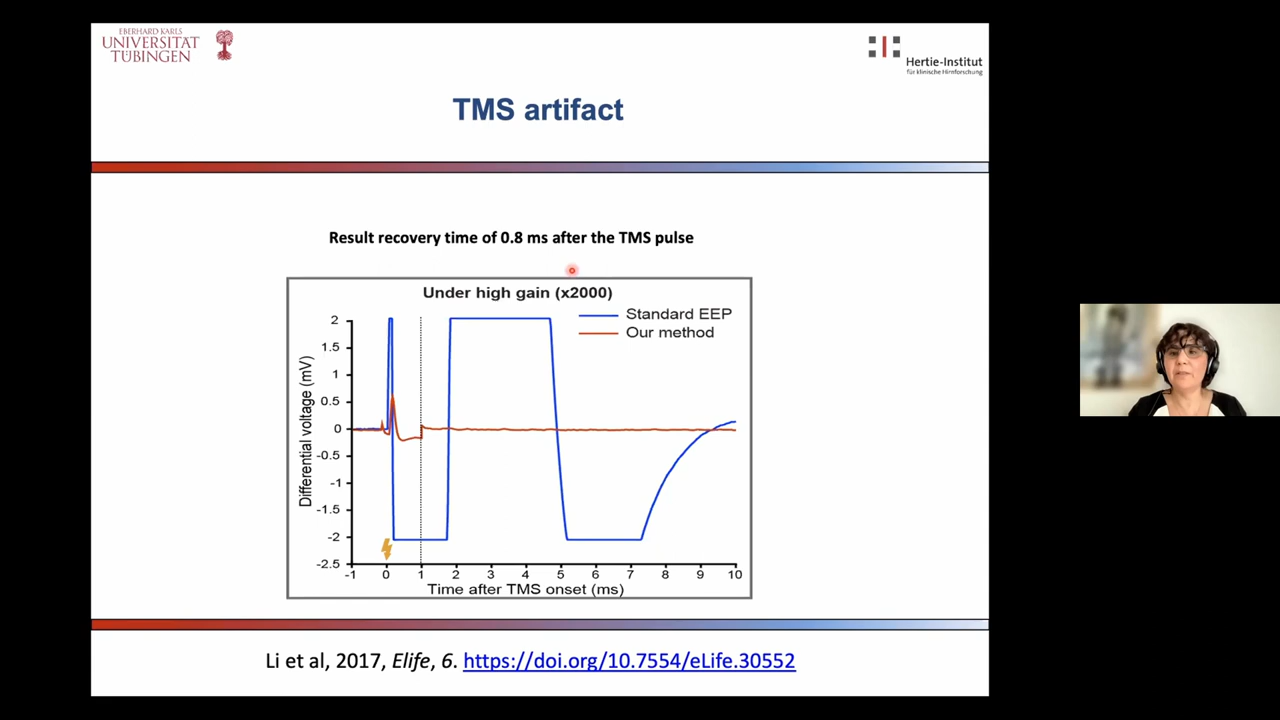 EBERHARD KARLS
UNIVERSITÄT
TÜBINGEN
Hertie-Institut
für klinische Hirnforschung
TMS artifact
Result recovery time of 0.8 ms after the TMS pulse
Under high gain (x2000)
Standard EEP
Our method
Differential voltage (mV)
2
1.5
1
0.5
0
-0.5
-1
-1.5
-2
-2.5
-1 0 1 2 3 4 5 6 7 8 9 10
Time after TMS onset (ms)
Li et al, 2017, Elife, 6. https://doi.org/10.7554/eLife.30552